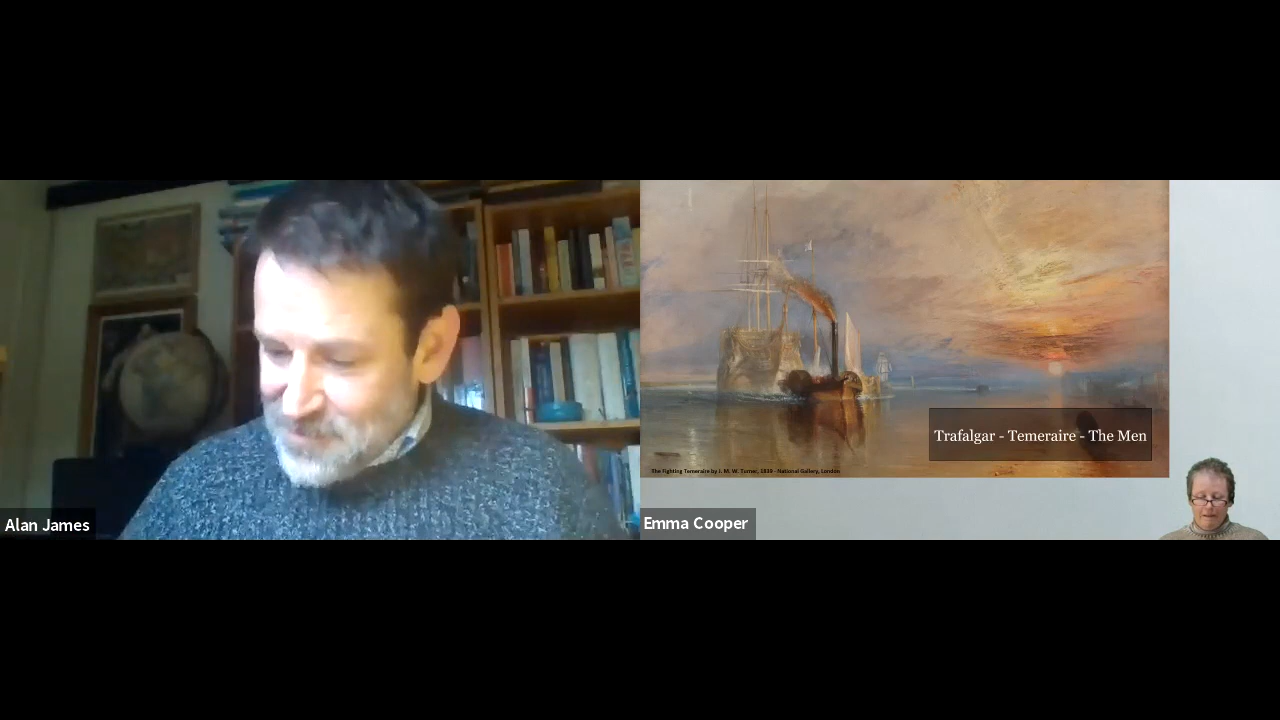 Trafalgar - Temeraire - The Men
The Fighting Temeraire by J. M. W. Turner, 1839 - National Gallery, London
Alan James
Emma Cooper